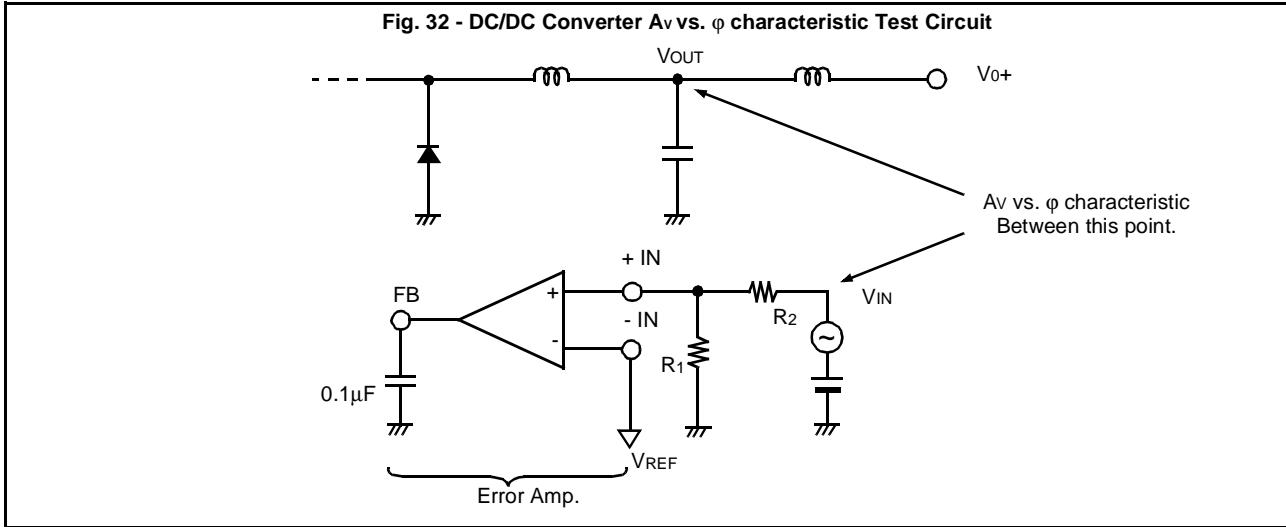 Fig. 32 - DC/DC Converter AV vs. φ characteristic Test Circuit
VOUT
V0+
AV vs. φ characteristic
Between this point.
+ IN
FB
+
VIN
- IN
R2
-
~
R1
0.1µF
VREF
Error Amp.